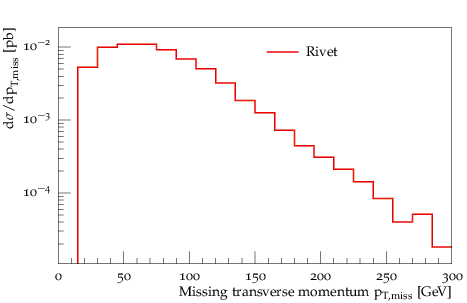 dσ/dp_T,miss [pb]
10^−2
10^−3
10^−4
Rivet
0 50 100 150 200 250 300
Missing transverse momentum p_T,miss [GeV]